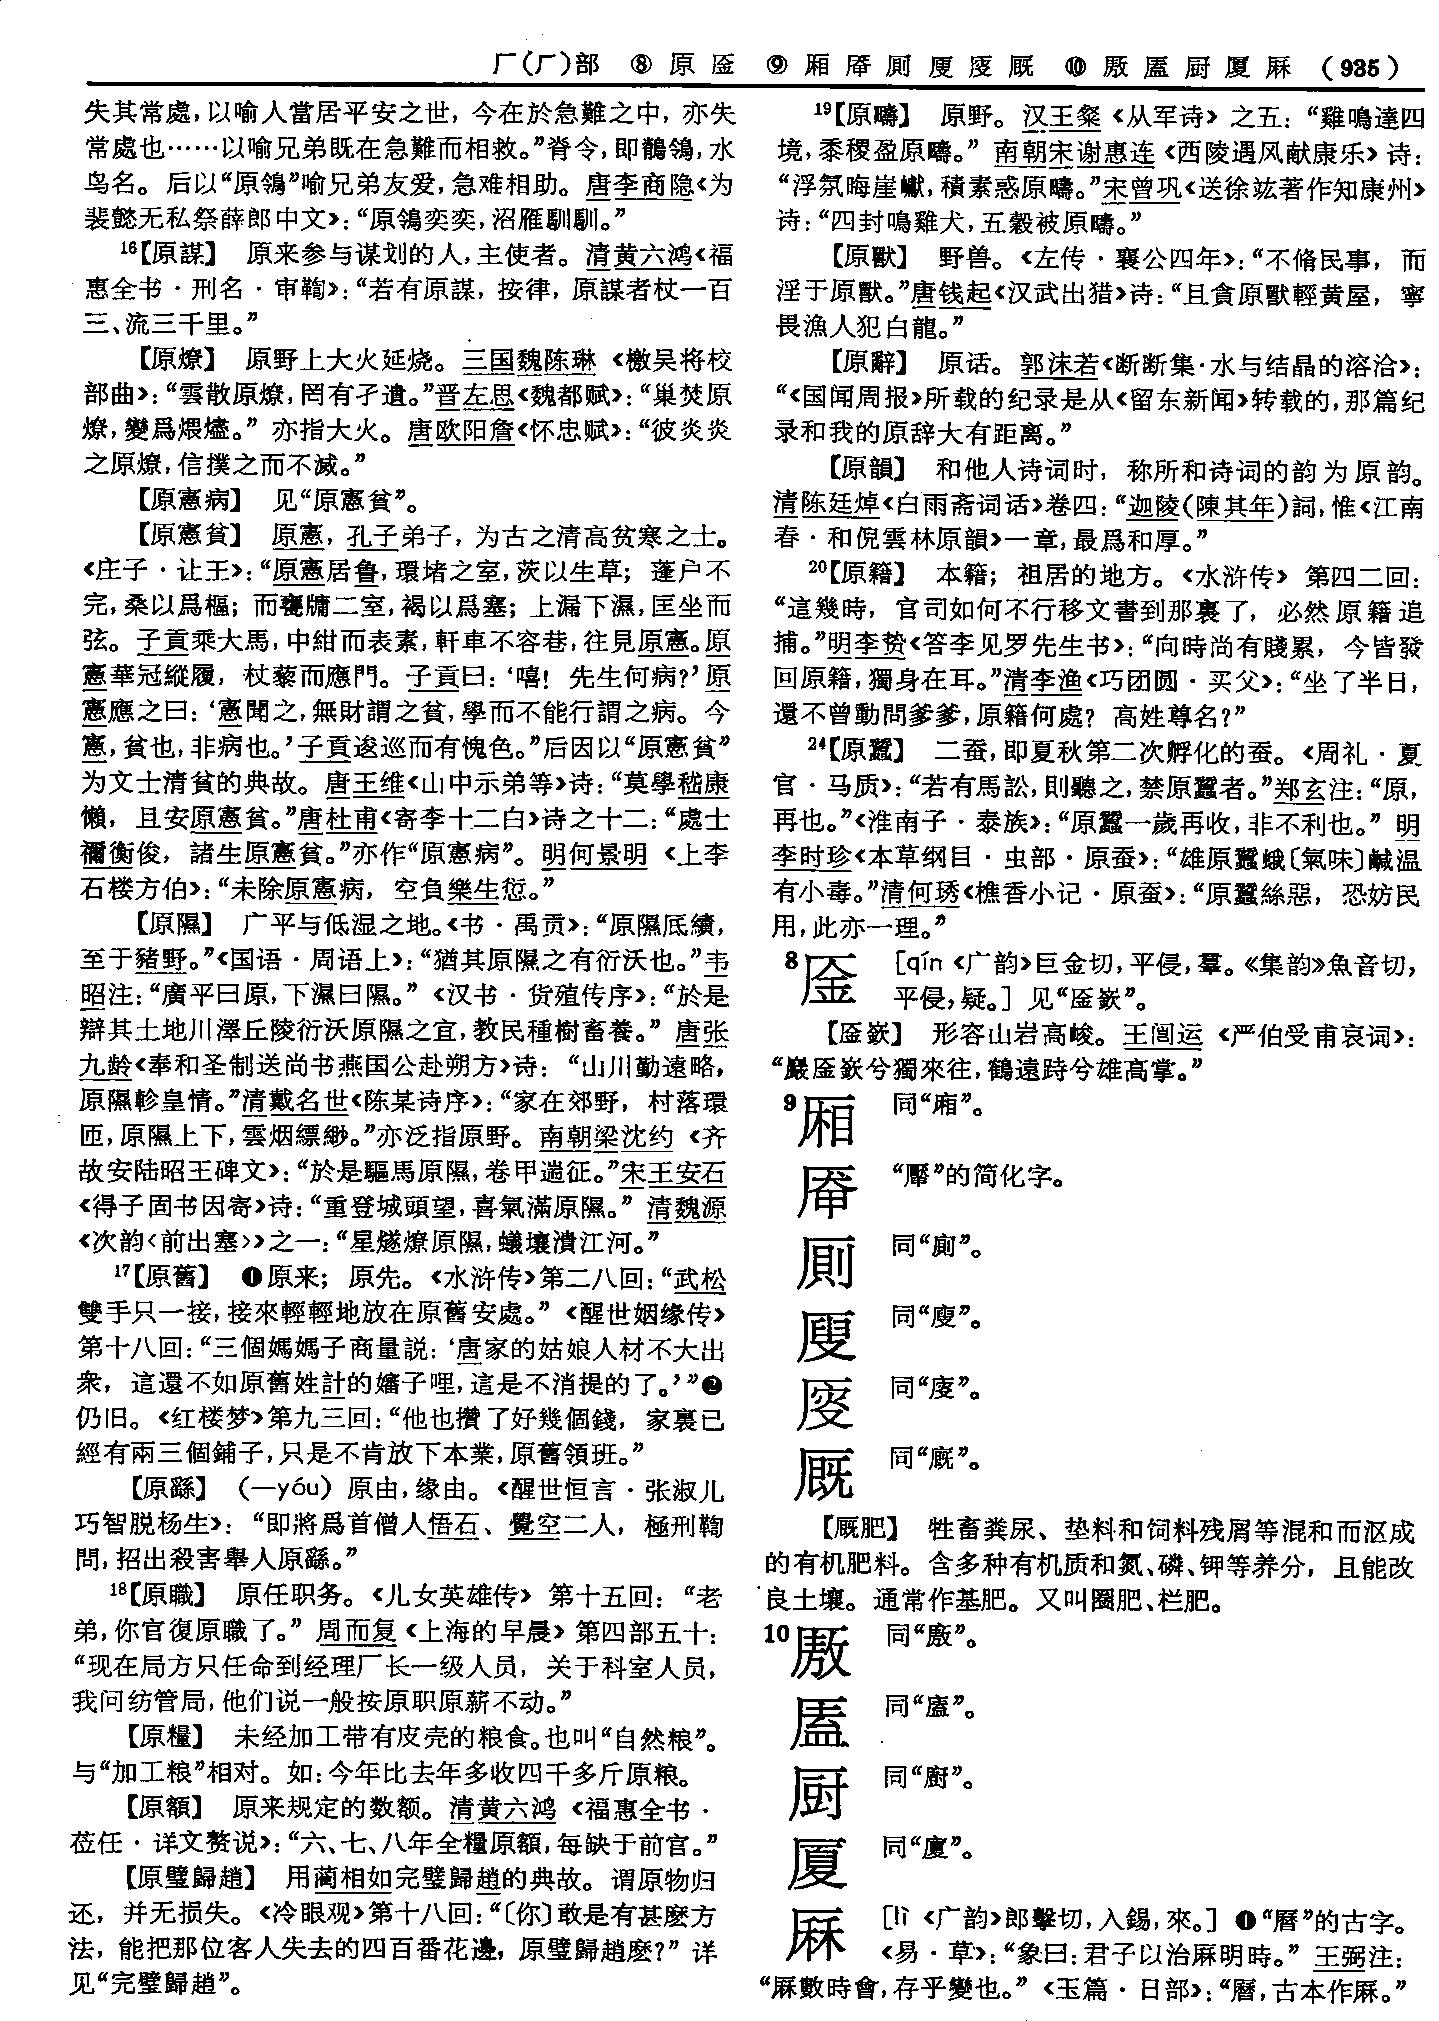 厂(厂)部 ⑧ 原 厒 ⑨ 厢 厣 厠 廋 厦 厩 ⑩ 厫 厒 厨 厦 厤 (935)
失其常處,以喻人當居平安之世,今在於急難之中,亦失
常處也……以喻兄弟既在急難而相救。”脊令,即鶺鴒,水
鸟名。后以“原鴒”喻兄弟友爱,急难相助。唐李商隐《为
裴懿无私祭薛郎中文》:“原鴒奕奕,沼雁馴馴。”
16【原謀】 原来参与谋划的人,主使者。清黄六鸿《福
惠全书·刑名·审鞫》:“若有原謀,按律,原謀者杖一百
三、流三千里。”
【原燎】 原野上大火延烧。三国魏陈琳《檄吴将校
部曲》:“雲散原燎,罔有孑遺。”晋左思《魏都赋》:“巢焚原
燎,變爲煨燼。”亦指大火。唐欧阳詹《怀忠赋》:“彼炎炎
之原燎,信撲之而不滅。”
【原憲病】 见“原憲貧”。
【原憲貧】 原憲,孔子弟子,为古之清高贫寒之士。
《庄子·让王》:“原憲居魯,環堵之室,茨以生草;蓬户不
完,桑以爲樞;而甕牖二室,褐以爲塞;上漏下濕,匡坐而
弦。子貢乘大馬,中紺而表素,軒車不容巷,往見原憲。原
憲華冠縰履,杖藜而應門。子貢曰:‘嘻!先生何病?’原
憲應之曰:‘憲聞之,無財謂之貧,學而不能行謂之病。今
憲,貧也,非病也。’子貢逡巡而有愧色。”后因以“原憲貧”
为文士清贫的典故。唐王维《山中示弟等》诗:“莫學嵇康
懶,且安原憲貧。”唐杜甫《寄李十二白》诗之十二:“處士
禰衡俊,諸生原憲貧。”亦作“原憲病”。明何景明《上李
石楼方伯》:“未除原憲病,空負樂生愆。”
【原隰】 广平与低湿之地。《书·禹贡》:“原隰厎績,
至于豬野。”《国语·周语上》:“猶其原隰之有衍沃也。”韦
昭注:“廣平曰原,下濕曰隰。”《汉书·货殖传序》:“於是
辯其土地川澤丘陵衍沃原隰之宜,教民種樹畜養。”唐张
九龄《奉和圣制送尚书燕国公赴朔方》诗:“山川勤遠略,
原隰軫皇情。”清戴名世《陈某诗序》:“家在郊野,村落環
匝,原隰上下,雲烟縹緲。”亦泛指原野。南朝梁沈约《齐
故安陆昭王碑文》:“於是驅馬原隰,卷甲遄征。”宋王安石
《得子固书因寄》诗:“重登城頭望,喜氣滿原隰。”清魏源
《次韵〈前出塞〉》之一:“星燧燎原隰,蟻壤潰江河。”
17【原舊】 ❶原来;原先。《水浒传》第二八回:“武松
雙手只一接,接來輕輕地放在原舊安處。”《醒世姻缘传》
第十八回:“三個媽媽子商量説:‘唐家的姑娘人材不大出
衆,這還不如原舊姓計的嬸子哩,這是不消提的了。’”❷
仍旧。《红楼梦》第九三回:“他也攢了好幾個錢,家裏已
經有兩三個鋪子,只是不肯放下本業,原舊領班。”
【原繇】 (—yóu)原由,缘由。《醒世恒言·张淑儿
巧智脱杨生》:“即將爲首僧人悟石、覺空二人,極刑鞫
問,招出殺害舉人原繇。”
18【原職】 原任职务。《儿女英雄传》第十五回:“老
弟,你官復原職了。”周而复《上海的早晨》第四部五十:
“现在局方只任命到经理厂长一级人员,关于科室人员,
我问纺管局,他们说一般按原职原薪不动。”
【原糧】 未经加工带有皮壳的粮食。也叫“自然粮”。
与“加工粮”相对。如:今年比去年多收四千多斤原粮。
【原額】 原来规定的数额。清黄六鸿《福惠全书·
莅任·详文赘说》:“六、七、八年全糧原額,每缺于前官。”
【原璧歸趙】 用蔺相如完璧歸趙的典故。谓原物归
还,并无损失。《冷眼观》第十八回:“〔你〕敢是有甚麽方
法,能把那位客人失去的四百番花邊,原璧歸趙麽?”详
见“完璧歸趙”。
19【原疇】 原野。汉王粲《从军诗》之五:“雞鳴達四
境,黍稷盈原疇。”南朝宋谢惠连《西陵遇风献康乐》诗:
“浮氛晦崖巘,積素惑原疇。”宋曾巩《送徐竑著作知康州》
诗:“四封鳴雞犬,五穀被原疇。”
【原獸】 野兽。《左传·襄公四年》:“不脩民事,而
淫于原獸。”唐钱起《汉武出猎》诗:“且貪原獸輕黄屋,寧
畏漁人犯白龍。”
【原辭】 原话。郭沫若《断断集·水与结晶的溶洽》:
“《国闻周报》所载的纪录是从《留东新闻》转载的,那篇纪
录和我的原辞大有距离。”
【原韻】 和他人诗词时,称所和诗词的韵为原韵。
清陈廷焯《白雨斋词话》卷四:“迦陵(陳其年)詞,惟《江南
春·和倪雲林原韻》一章,最爲和厚。”
20【原籍】 本籍;祖居的地方。《水浒传》第四二回:
“這幾時,官司如何不行移文書到那裏了,必然原籍追
捕。”明李贽《答李见罗先生书》:“向時尚有賤累,今皆發
回原籍,獨身在耳。”清李渔《巧团圆·买父》:“坐了半日,
還不曾動問爹爹,原籍何處?高姓尊名?”
24【原蠶】 二蚕,即夏秋第二次孵化的蚕。《周礼·夏
官·马质》:“若有馬訟,則聽之,禁原蠶者。”郑玄注:“原,
再也。”《淮南子·泰族》:“原蠶一歲再收,非不利也。”明
李时珍《本草纲目·虫部·原蚕》:“雄原蠶蛾〔氣味〕鹹温
有小毒。”清何琇《樵香小记·原蚕》:“原蠶絲惡,恐妨民
用,此亦一理。”
8 [qín《广韵》巨金切,平侵,羣。《集韵》魚音切,
平侵,疑。] 见“嶔”。
形容山岩高峻。王闿运《严伯受甫哀词》:
兮獨來往,鶴遠跱兮雄高掌。”
9 厢 同“廂”。
厣 “厴”的简化字。
厠 同“廁”。
同“廋”。
同“庱”。
厩 同“廄”。
【厩肥】 牲畜粪尿、垫料和饲料残屑等混和而沤成
的有机肥料。含多种有机质和氮、磷、钾等养分,且能改
良土壤。通常作基肥。又叫圈肥、栏肥。
10 厫 同“廒”。
同“廅”。
厨 同“廚”。
厦 同“廈”。
厤 [lì《广韵》郎擊切,入錫,來。] ❶“曆”的古字。
《易·革》:“象曰:君子以治厤明時。”王弼注:
“厤數時會,存乎變也。”《玉篇·日部》:“曆,古本作厤。”